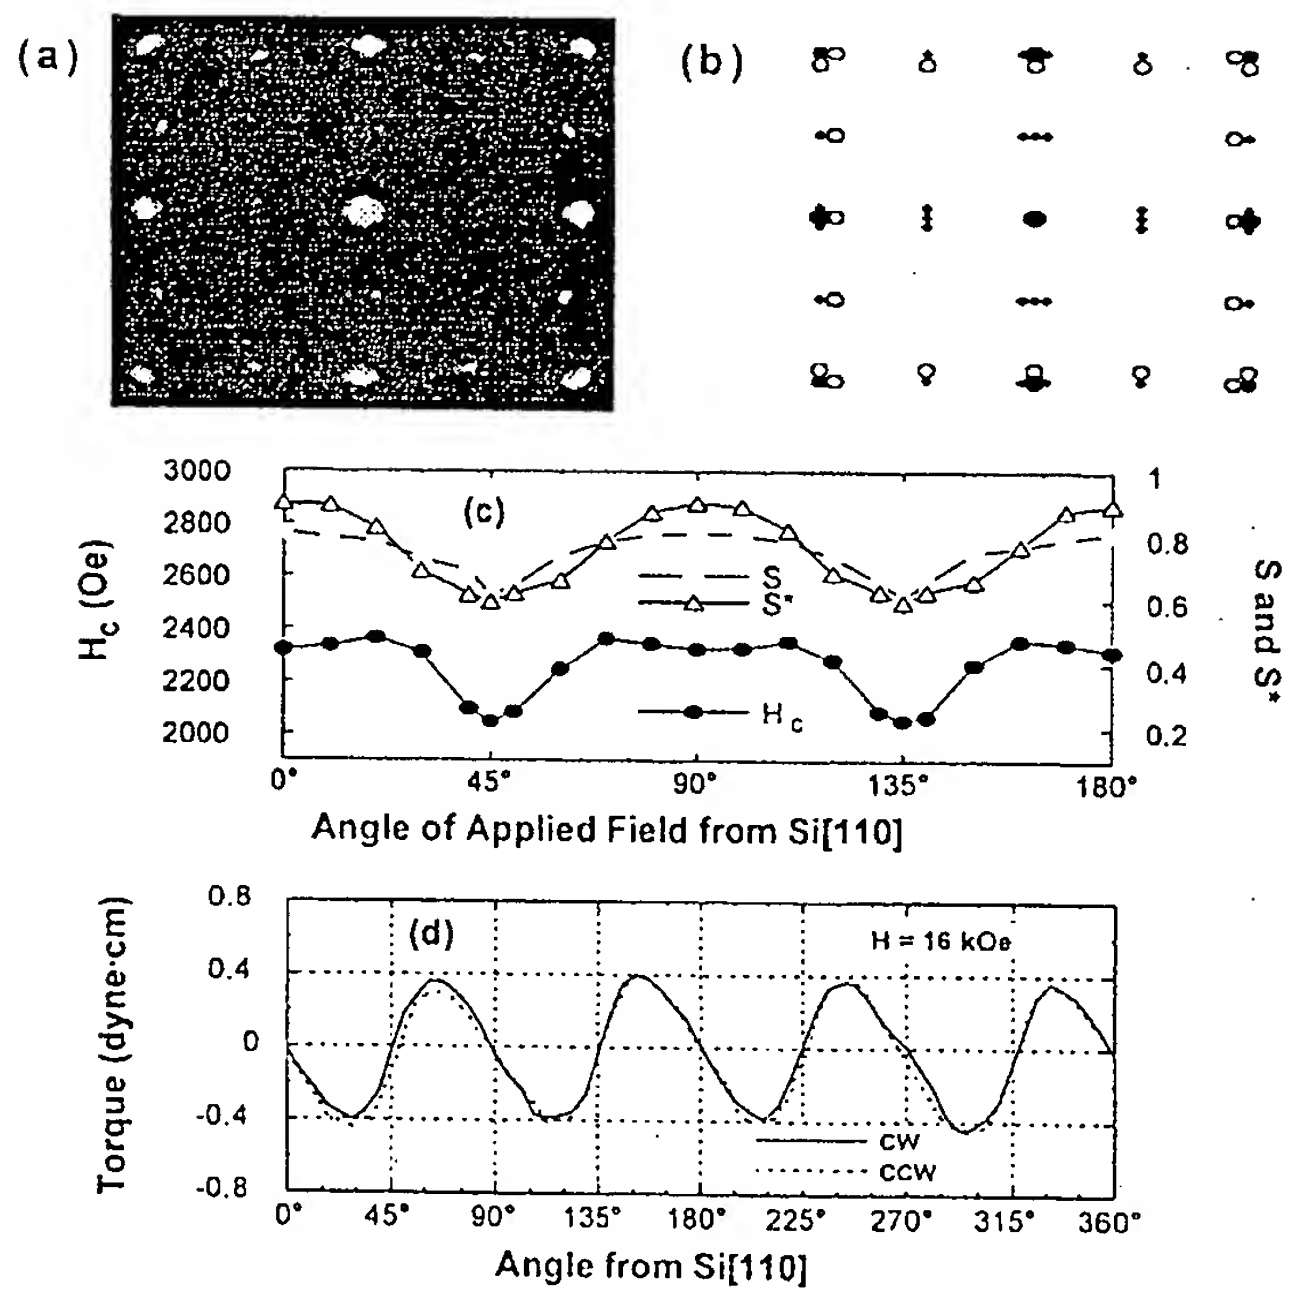 (a)
(b)
3000
2800
2600
2400
2200
2000
H_c (Oe)
(c)
S
S*
H_c
1
0.8
0.6
0.4
0.2
S and S*
0° 45° 90° 135° 180°
Angle of Applied Field from Si[110]
0.8
0.4
0
-0.4
-0.8
Torque (dyne·cm)
(d)
H = 16 kOe
CW
CCW
0° 45° 90° 135° 180° 225° 270° 315° 360°
Angle from Si[110]